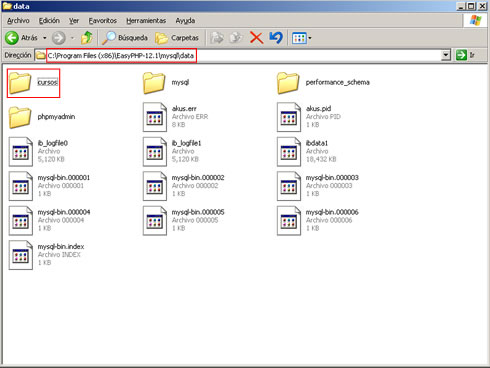 data
Archivo Edición Ver Favoritos Herramientas Ayuda
Atrás Búsqueda Carpetas
Dirección C:\Program Files (x86)\EasyPHP-12.1\mysql\data Ir
cursos mysql performance_schema
phpmyadmin akus.err akus.pid
Archivo ERR Archivo PID
8 KB 1 KB
ib_logfile0 ib_logfile1 ibdata1
5,120 KB 5,120 KB 18,432 KB
mysql-bin.000001 mysql-bin.000002 mysql-bin.000003
Archivo 000001 Archivo 000002 Archivo 000003
1 KB 1 KB 1 KB
mysql-bin.000004 mysql-bin.000005 mysql-bin.000006
Archivo 000004 Archivo 000005 Archivo 000006
1 KB 1 KB 1 KB
mysql-bin.index
Archivo INDEX
1 KB